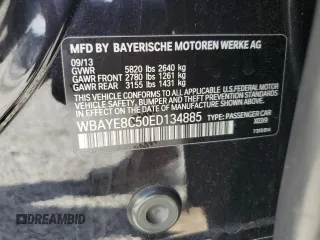 MFD BY BAYERISCHE MOTOREN WERKE AG
09/13
GVWR 5820 lbs 2640 kg
GAWR FRONT 2780 lbs 1261 kg
GAWR REAR 3155 lbs 1431 kg
THIS VEHICLE CONFORMS TO ALL APPLICABLE FEDERAL MOTOR VEHICLE SAFETY, BUMPER, AND THEFT PREVENTION STANDARDS IN EFFECT ON THE DATE OF MANUFACTURE SHOWN ABOVE.
WBAYE8C50ED134885
TYPE: PASSENGER CAR
DREAMBID